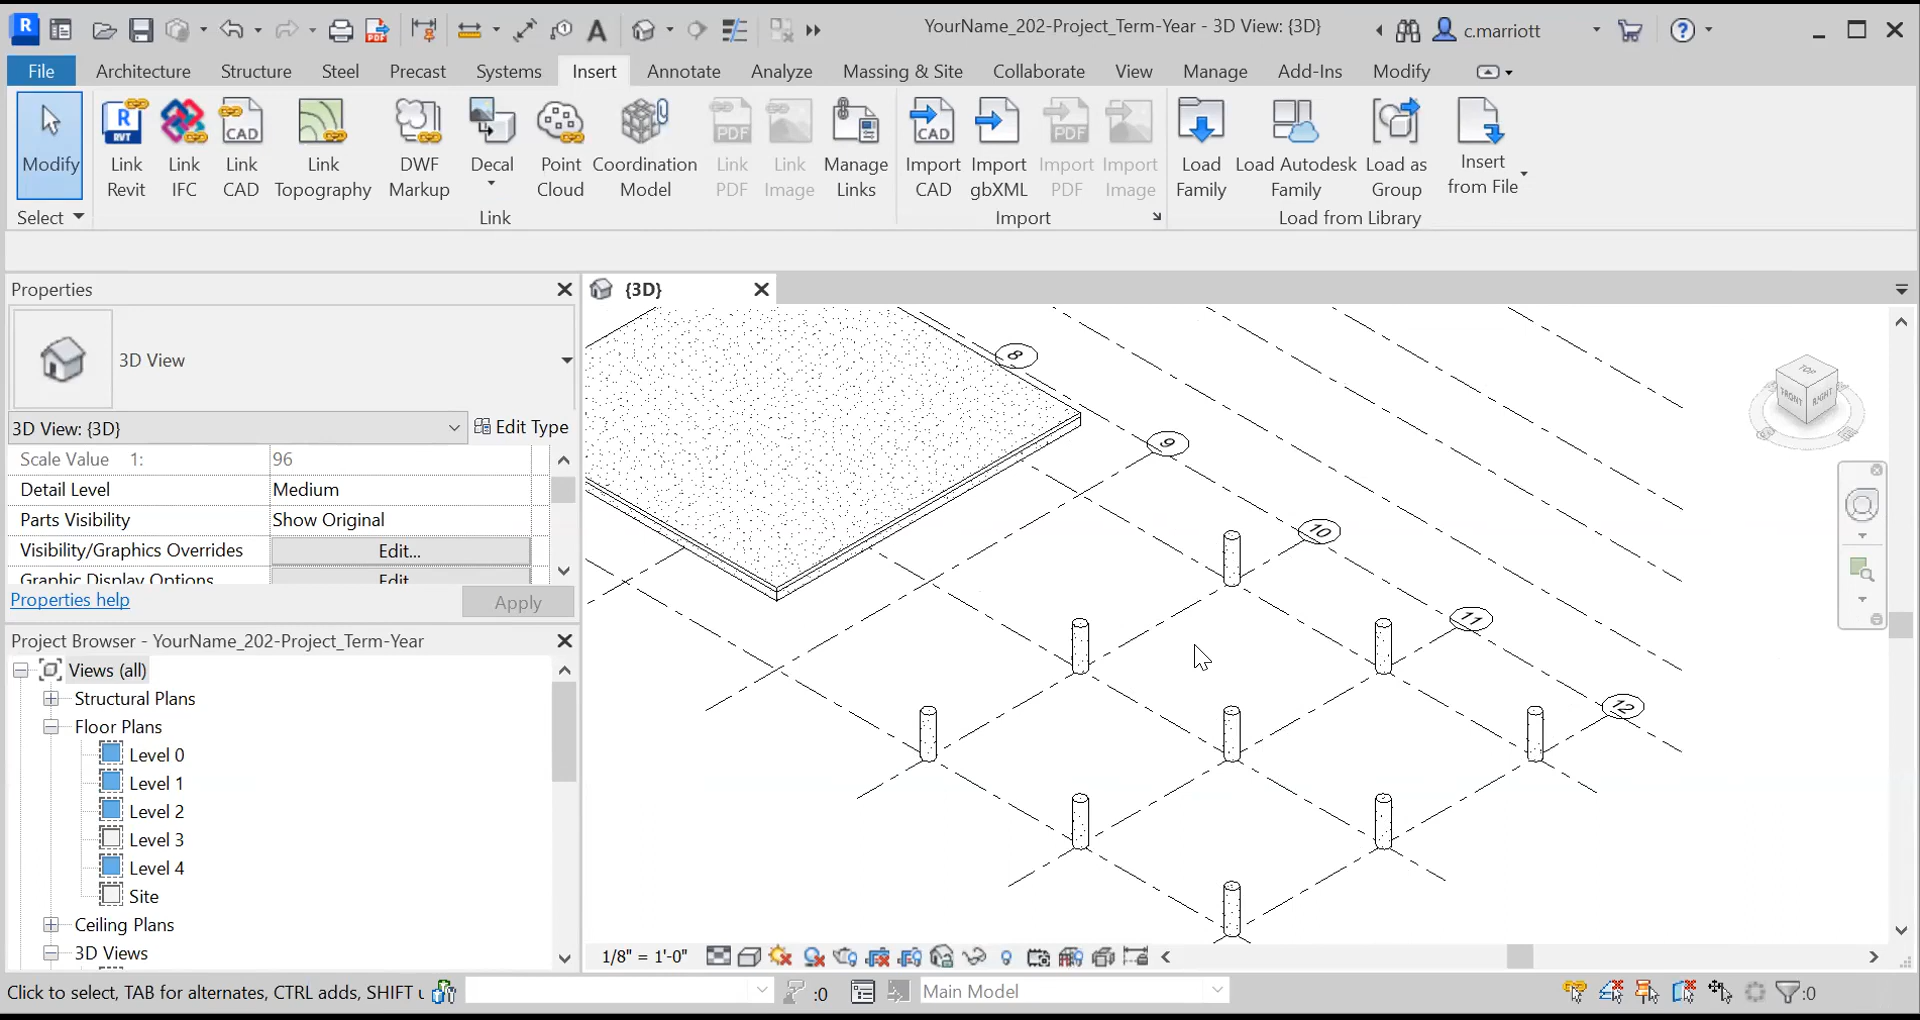 YourName_202-Project_Term-Year - 3D View: {3D}
c.marriott
File
Architecture
Structure
Steel
Precast
Systems
Insert
Annotate
Analyze
Massing & Site
Collaborate
View
Manage
Add-Ins
Modify
Modify
Link
Revit
Link
IFC
Link
CAD
Link
Topography
DWF
Markup
Decal
Point
Cloud
Coordination
Model
Link
PDF
Link
Image
Manage
Links
Import
CAD
Import
gbXML
Import
PDF
Import
Image
Load
Family
Load Autodesk
Family
Load as
Group
Insert
from File
Select
Link
Import
Load from Library
Properties
3D View
3D View: {3D}
Edit Type
Scale Value 1:
96
Detail Level
Medium
Parts Visibility
Show Original
Visibility/Graphics Overrides
Edit...
Graphic Display Options
Edit
Properties help
Apply
Project Browser - YourName_202-Project_Term-Year
Views (all)
Structural Plans
Floor Plans
Level 0
Level 1
Level 2
Level 3
Level 4
Site
Ceiling Plans
3D Views
{3D}
8
9
10
11
12
TOP
FRONT
RIGHT
1/8" = 1'-0"
Click to select, TAB for alternates, CTRL adds, SHIFT u
:0
Main Model
:0